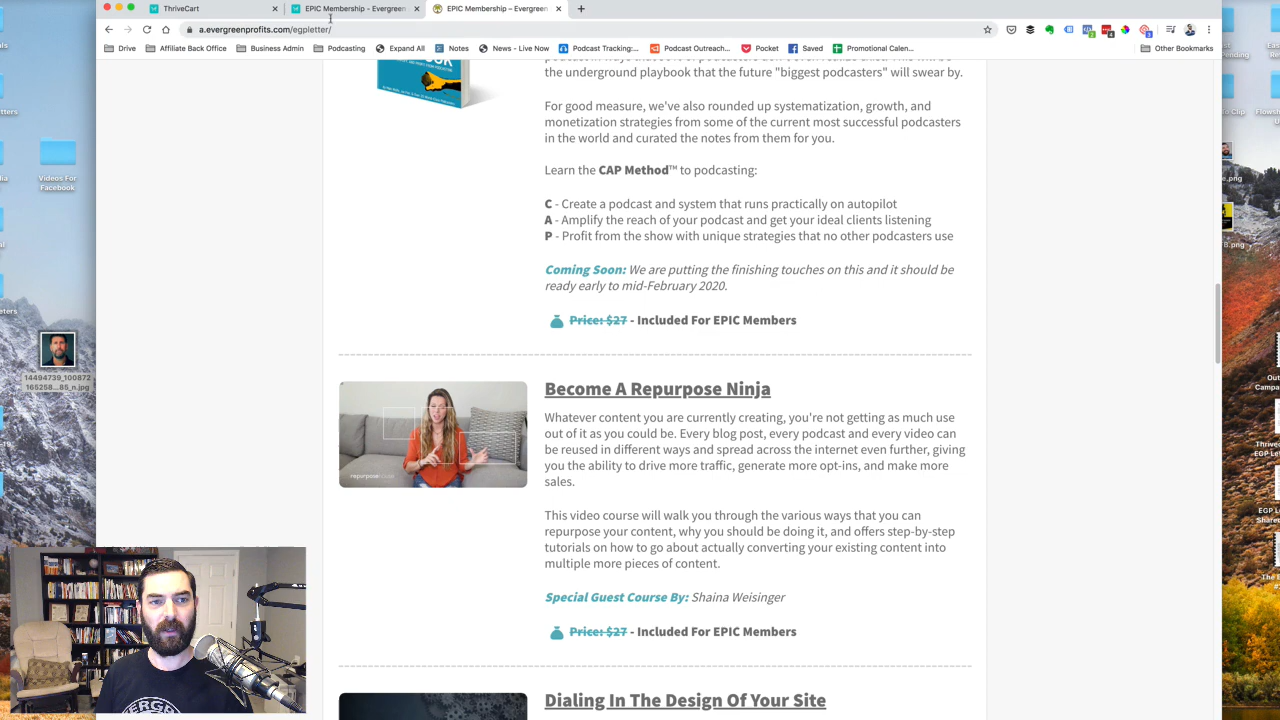 ThriveCart
EPIC Membership - Evergreen
EPIC Membership – Evergreen
a.evergreenprofits.com/egpletter/
Drive
Affiliate Back Office
Business Admin
Podcasting
Expand All
Notes
News - Live Now
Podcast Tracking:...
Podcast Outreach...
Pocket
Saved
Promotional Calen...
Other Bookmarks
the underground playbook that the future "biggest podcasters" will swear by.
For good measure, we've also rounded up systematization, growth, and
monetization strategies from some of the current most successful podcasters
in the world and curated the notes from them for you.
Learn the CAP Method™ to podcasting:
C - Create a podcast and system that runs practically on autopilot
A - Amplify the reach of your podcast and get your ideal clients listening
P - Profit from the show with unique strategies that no other podcasters use
Coming Soon: We are putting the finishing touches on this and it should be
ready early to mid-February 2020.
Price: $27 - Included For EPIC Members
Become A Repurpose Ninja
Whatever content you are currently creating, you're not getting as much use
out of it as you could be. Every blog post, every podcast and every video can
be reused in different ways and spread across the internet even further, giving
you the ability to drive more traffic, generate more opt-ins, and make more
sales.
This video course will walk you through the various ways that you can
repurpose your content, why you should be doing it, and offers step-by-step
tutorials on how to go about actually converting your existing content into
multiple more pieces of content.
Special Guest Course By: Shaina Weisinger
Price: $27 - Included For EPIC Members
Dialing In The Design Of Your Site
Videos For
Facebook
14494739_100872
165258...85_n.jpg